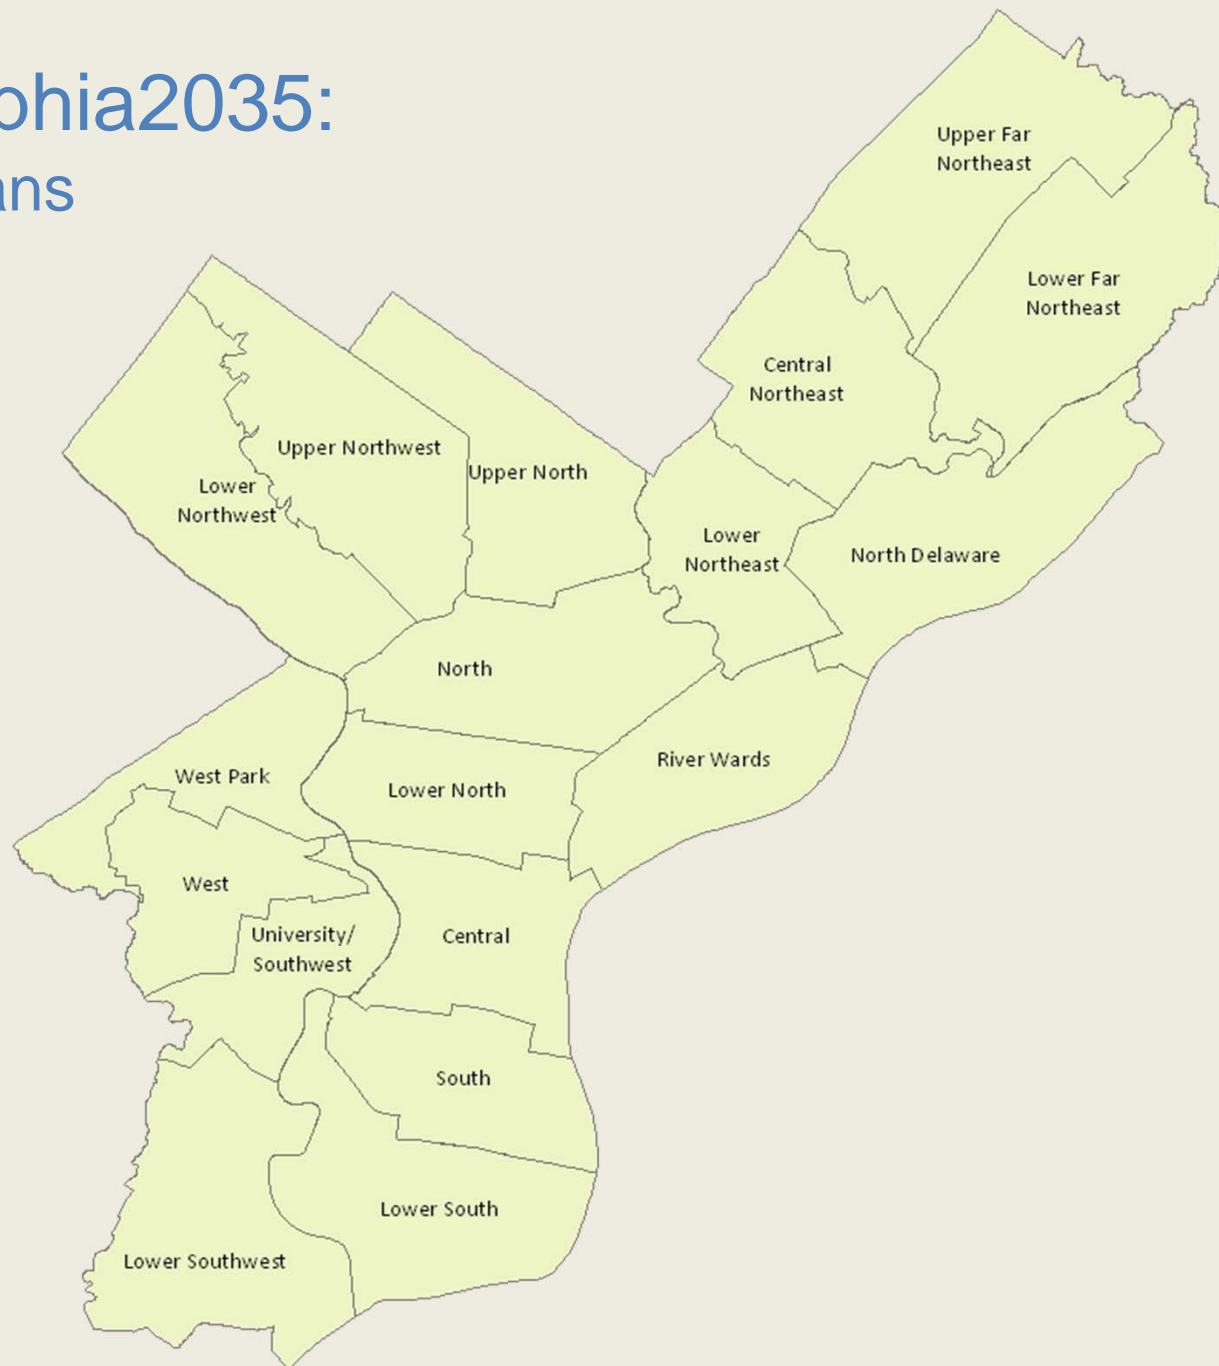 phia2035:
ans
Upper Far
Northeast
Lower Far
Northeast
Central
Northeast
Upper Northwest
Upper North
Lower
Northwest
Lower
Northeast
North Delaware
North
River Wards
West Park
Lower North
West
University/
Southwest
Central
South
Lower South
Lower Southwest